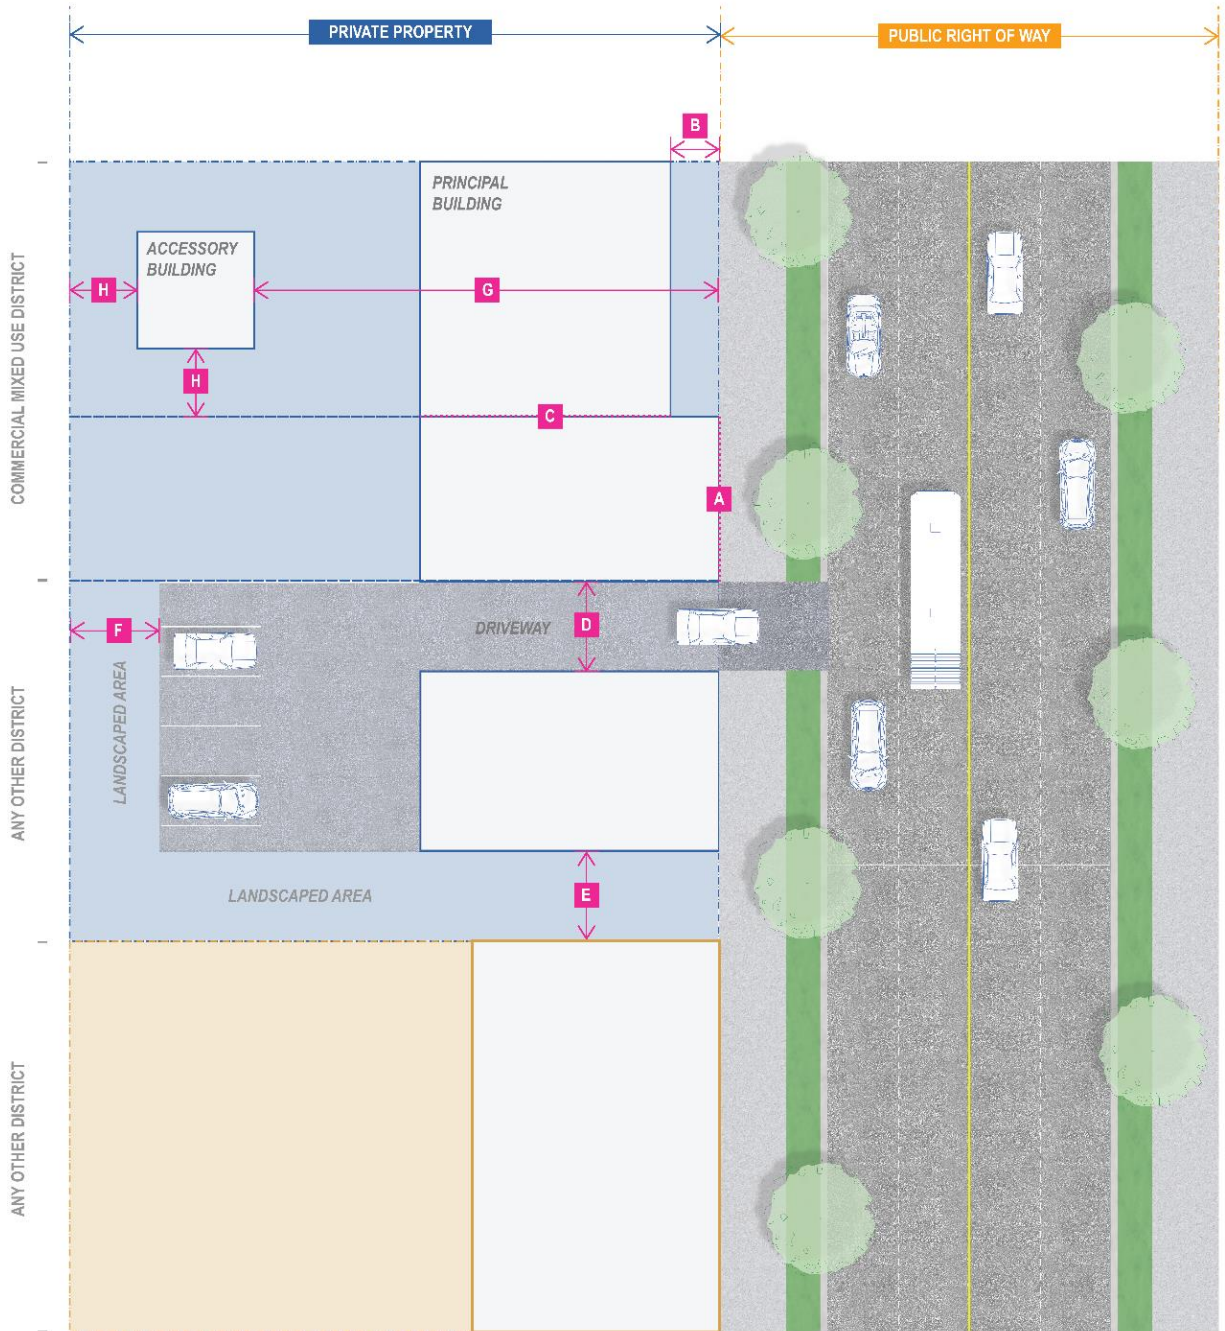 PRIVATE PROPERTY
PUBLIC RIGHT OF WAY
B
PRINCIPAL
BUILDING
ACCESSORY
BUILDING
H
G
H
C
COMMERCIAL MIXED USE DISTRICT
A
D
DRIVEWAY
F
LANDSCAPED AREA
ANY OTHER DISTRICT
E
LANDSCAPED AREA
ANY OTHER DISTRICT